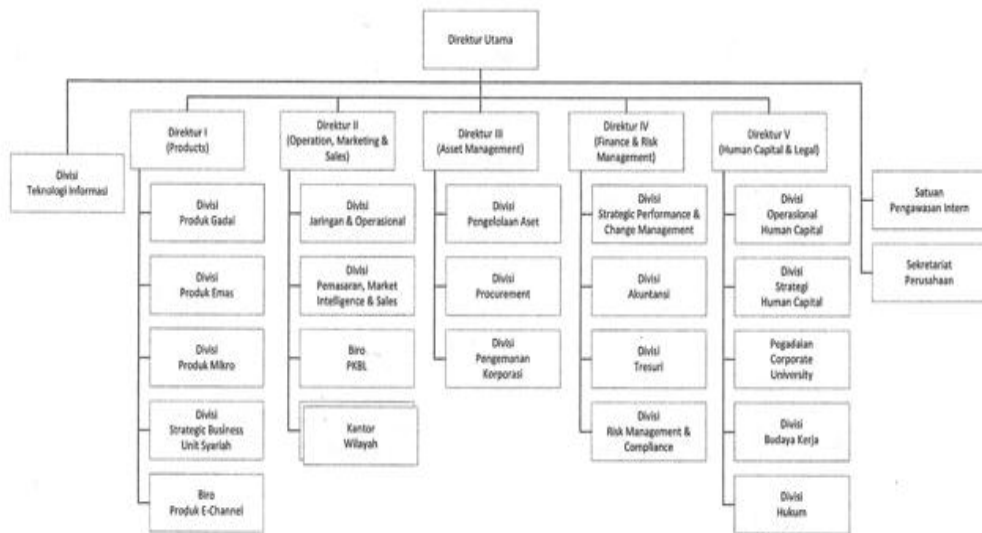 Direktur Utama
Direktur I
(Products)
Direktur II
(Operation, Marketing &
Sales)
Direktur III
(Asset Management)
Direktur IV
(Finance & Risk
Management)
Direktur V
(Human Capital & Legal)
Divisi
Teknologi Informasi
Satuan
Pengawasan Intern
Sekretariat
Perusahaan
Divisi
Produk Gadai
Divisi
Produk Emas
Divisi
Produk Mikro
Divisi
Strategic Business
Unit Syariah
Biro
Produk E-Channel
Divisi
Jaringan & Operasional
Divisi
Pemasaran, Market
Intelligence & Sales
Biro
PKBL
Kantor
Wilayah
Divisi
Pengelolaan Aset
Divisi
Procurement
Divisi
Pengemanan
Korporasi
Divisi
Strategic Performance &
Change Management
Divisi
Akuntansi
Divisi
Tresuri
Divisi
Risk Management &
Compliance
Divisi
Operasional
Human Capital
Divisi
Strategi
Human Capital
Pegadaian
Corporate
University
Divisi
Budaya Kerja
Divisi
Hukum